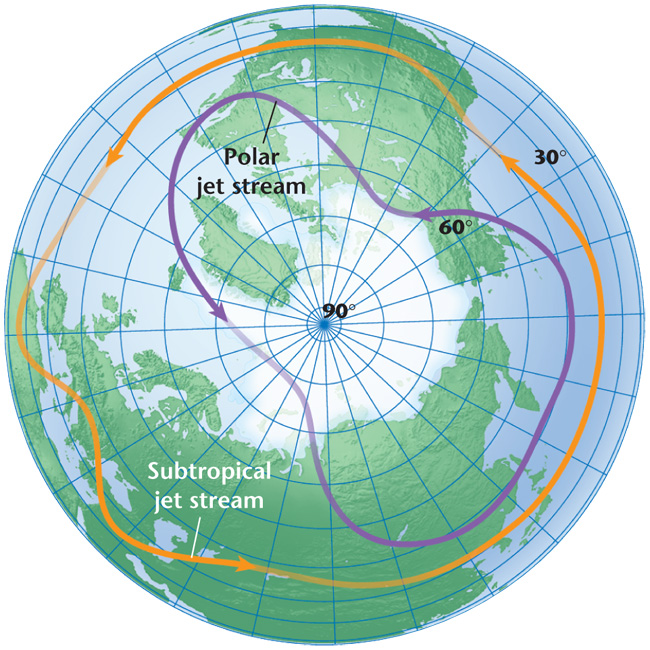 30°
Polar
jet stream
60°
90°
Subtropical
jet stream